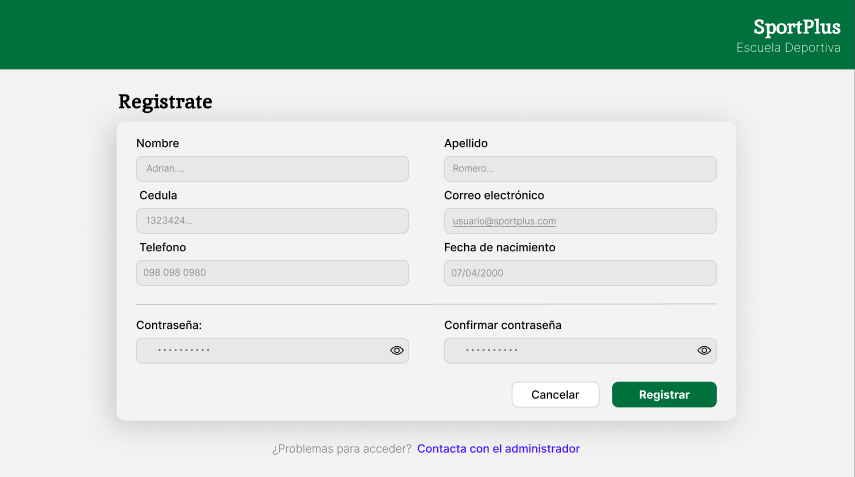 SportPlus
Escuela Deportiva
Registrate
Nombre
Apellido
Adrian....
Romero...
Cedula
Correo electrónico
1323424...
usuario@sportplus.com
Telefono
Fecha de nacimiento
098 098 0980
07/04/2000
Contraseña:
Confirmar contraseña
Cancelar
Registrar
¿Problemas para acceder? Contacta con el administrador